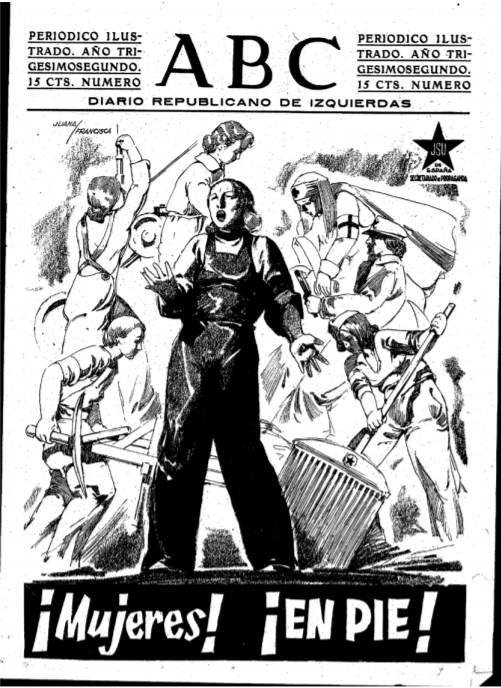 PERIODICO ILUS-
TRADO. AÑO TRI-
GESIMOSEGUNDO.
15 CTS. NUMERO
ABC
PERIODICO ILUS-
TRADO. AÑO TRI-
GESIMOSEGUNDO.
15 CTS. NUMERO
DIARIO REPUBLICANO DE IZQUIERDAS
JUANA/
FRANCISCA
JSU
DE
ESPAÑA
SECRETARIADO DE PROPAGANDA
¡Mujeres! ¡EN PIE!